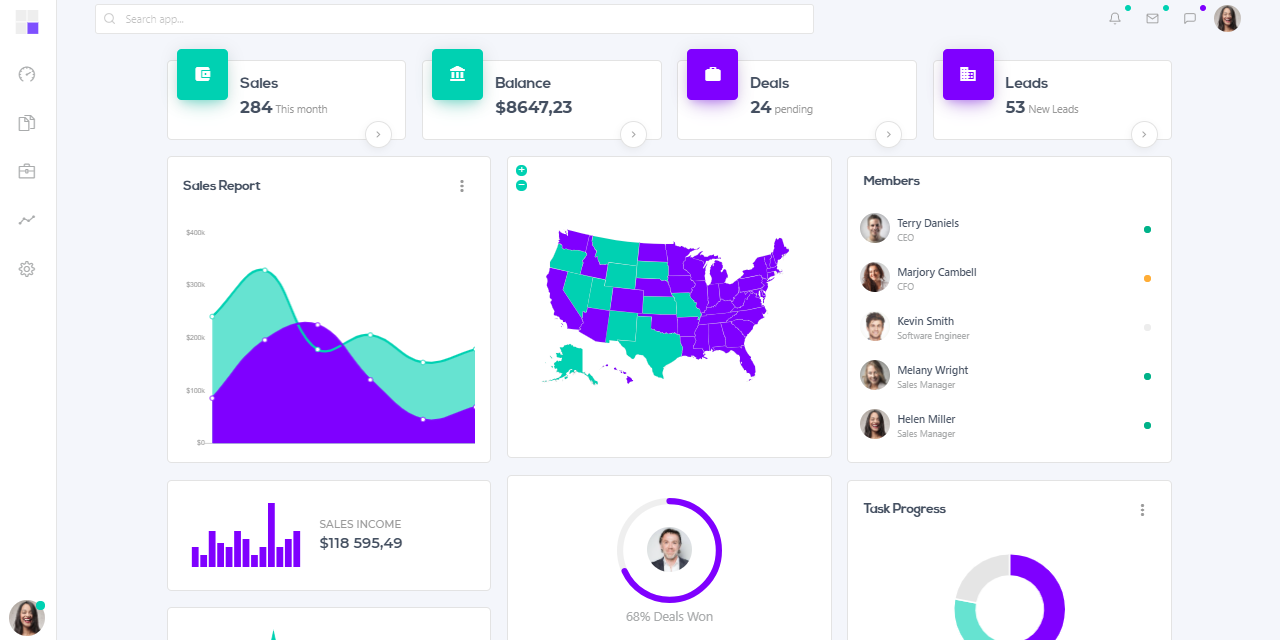 Search app...
Sales
284 This month
Balance
$8647,23
Deals
24 pending
Leads
53 New Leads
Sales Report
$400k
$300k
$200k
$100k
$0
Members
Terry Daniels
CEO
Marjory Cambell
CFO
Kevin Smith
Software Engineer
Melany Wright
Sales Manager
Helen Miller
Sales Manager
SALES INCOME
$118 595,49
68% Deals Won
Task Progress